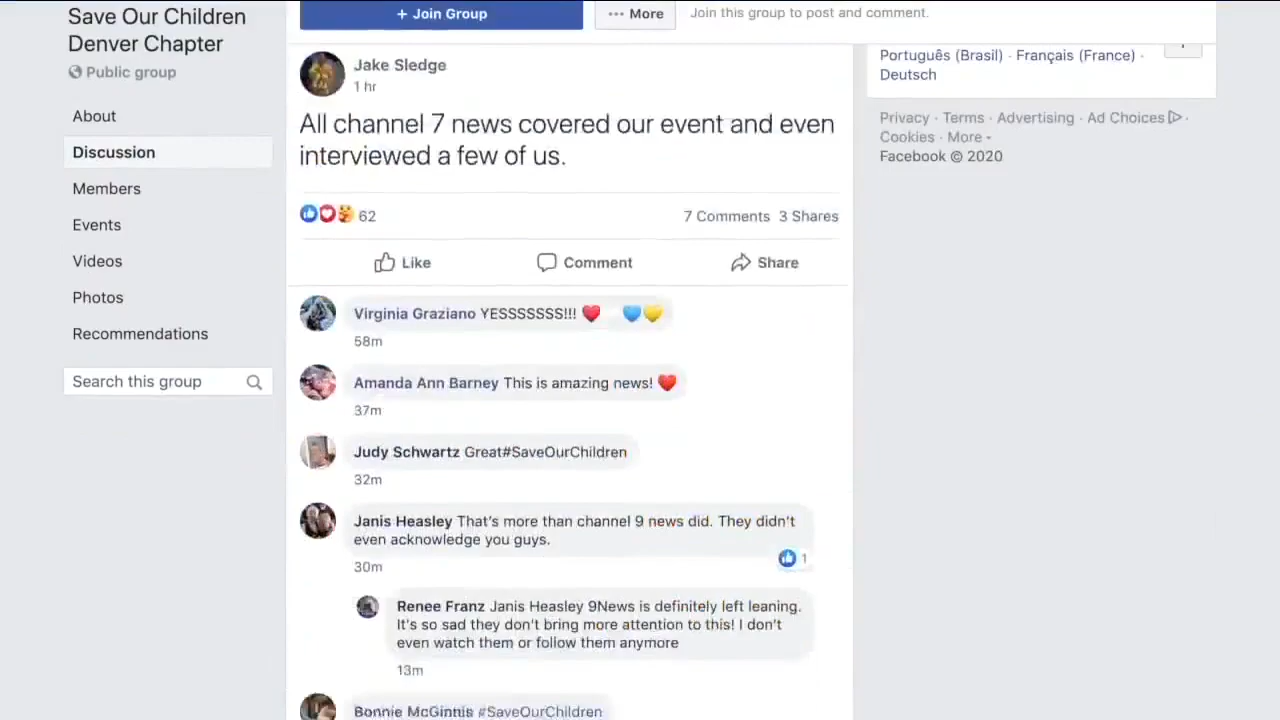 Save Our Children
Denver Chapter
Public group
About
Discussion
Members
Events
Videos
Photos
Recommendations
Search this group
+ Join Group
··· More
Join this group to post and comment.
Jake Sledge
1 hr
All channel 7 news covered our event and even
interviewed a few of us.
62
7 Comments 3 Shares
Like
Comment
Share
Virginia Graziano YESSSSSSS!!! ❤️ 💙💛
58m
Amanda Ann Barney This is amazing news! ❤️
37m
Judy Schwartz Great#SaveOurChildren
32m
Janis Heasley That's more than channel 9 news did. They didn't
even acknowledge you guys.
1
30m
Renee Franz Janis Heasley 9News is definitely left leaning.
It's so sad they don't bring more attention to this! I don't
even watch them or follow them anymore
13m
Bonnie McGinnis #SaveOurChildren
Português (Brasil) · Français (France) ·
Deutsch
Privacy · Terms · Advertising · Ad Choices ·
Cookies · More
Facebook © 2020